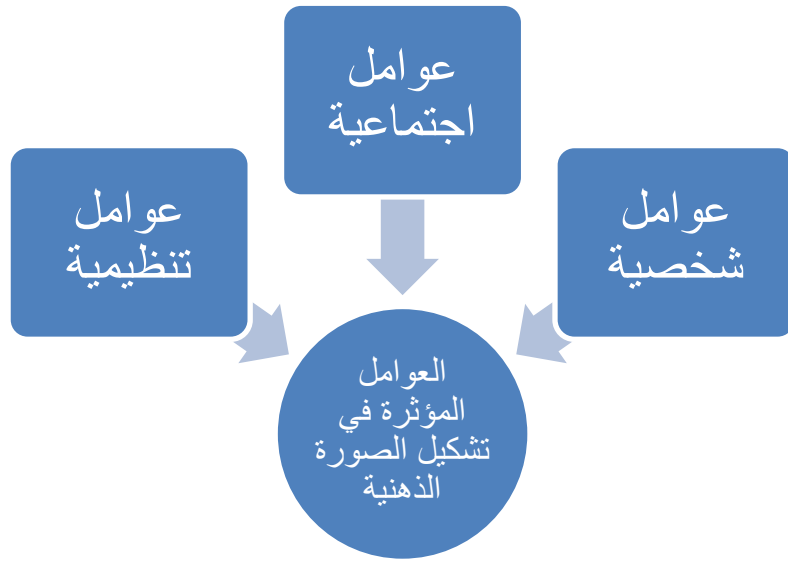 عوامل
اجتماعية
عوامل
شخصية
عوامل
تنظيمية
العوامل
المؤثرة في
تشكيل الصورة
الذهنية